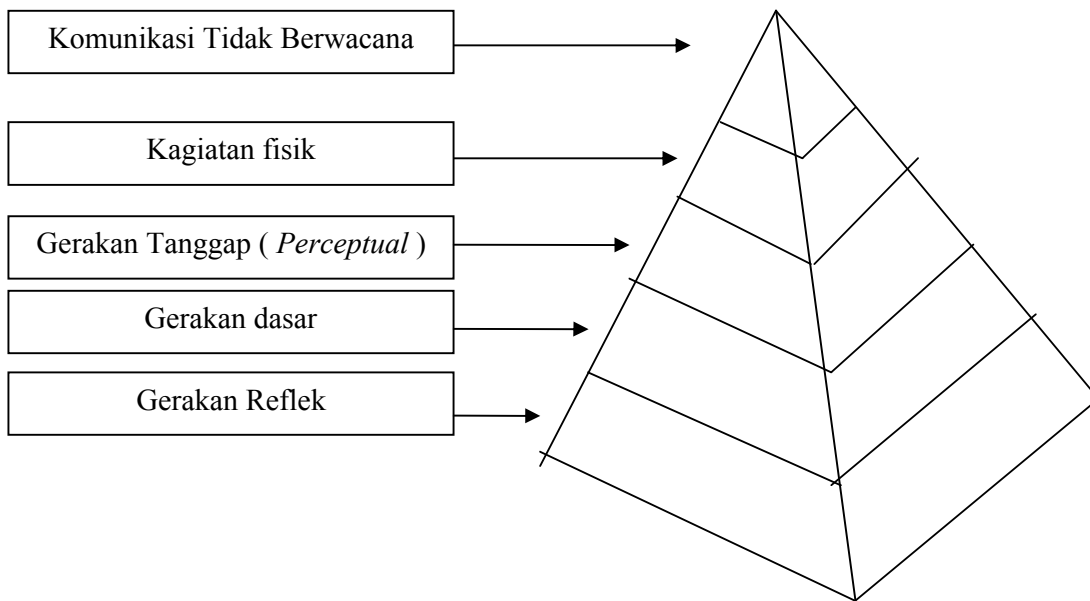 Komunikasi Tidak Berwacana
Kagiatan fisik
Gerakan Tanggap ( Perceptual )
Gerakan dasar
Gerakan Reflek